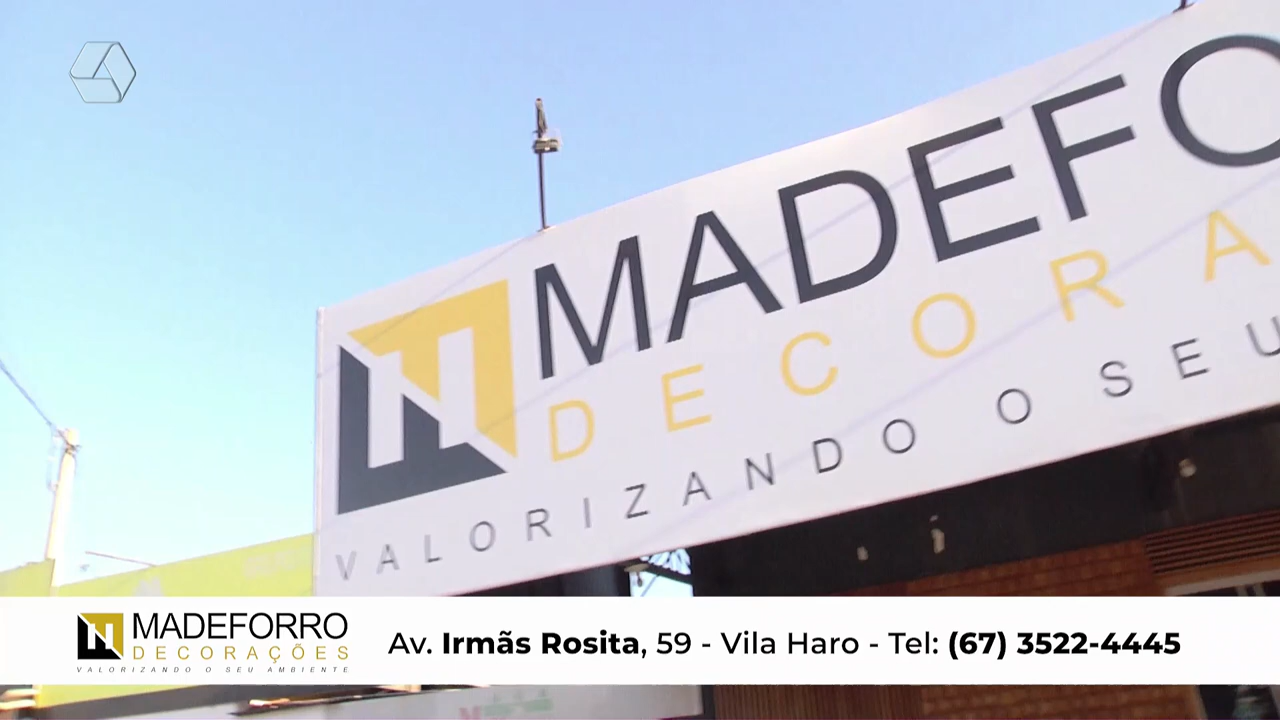 MADEFO
DECORA
VALORIZANDO O SEU
MADEFORRO
DECORAÇÕES
VALORIZANDO O SEU AMBIENTE
Av. Irmãs Rosita, 59 - Vila Haro - Tel: (67) 3522-4445